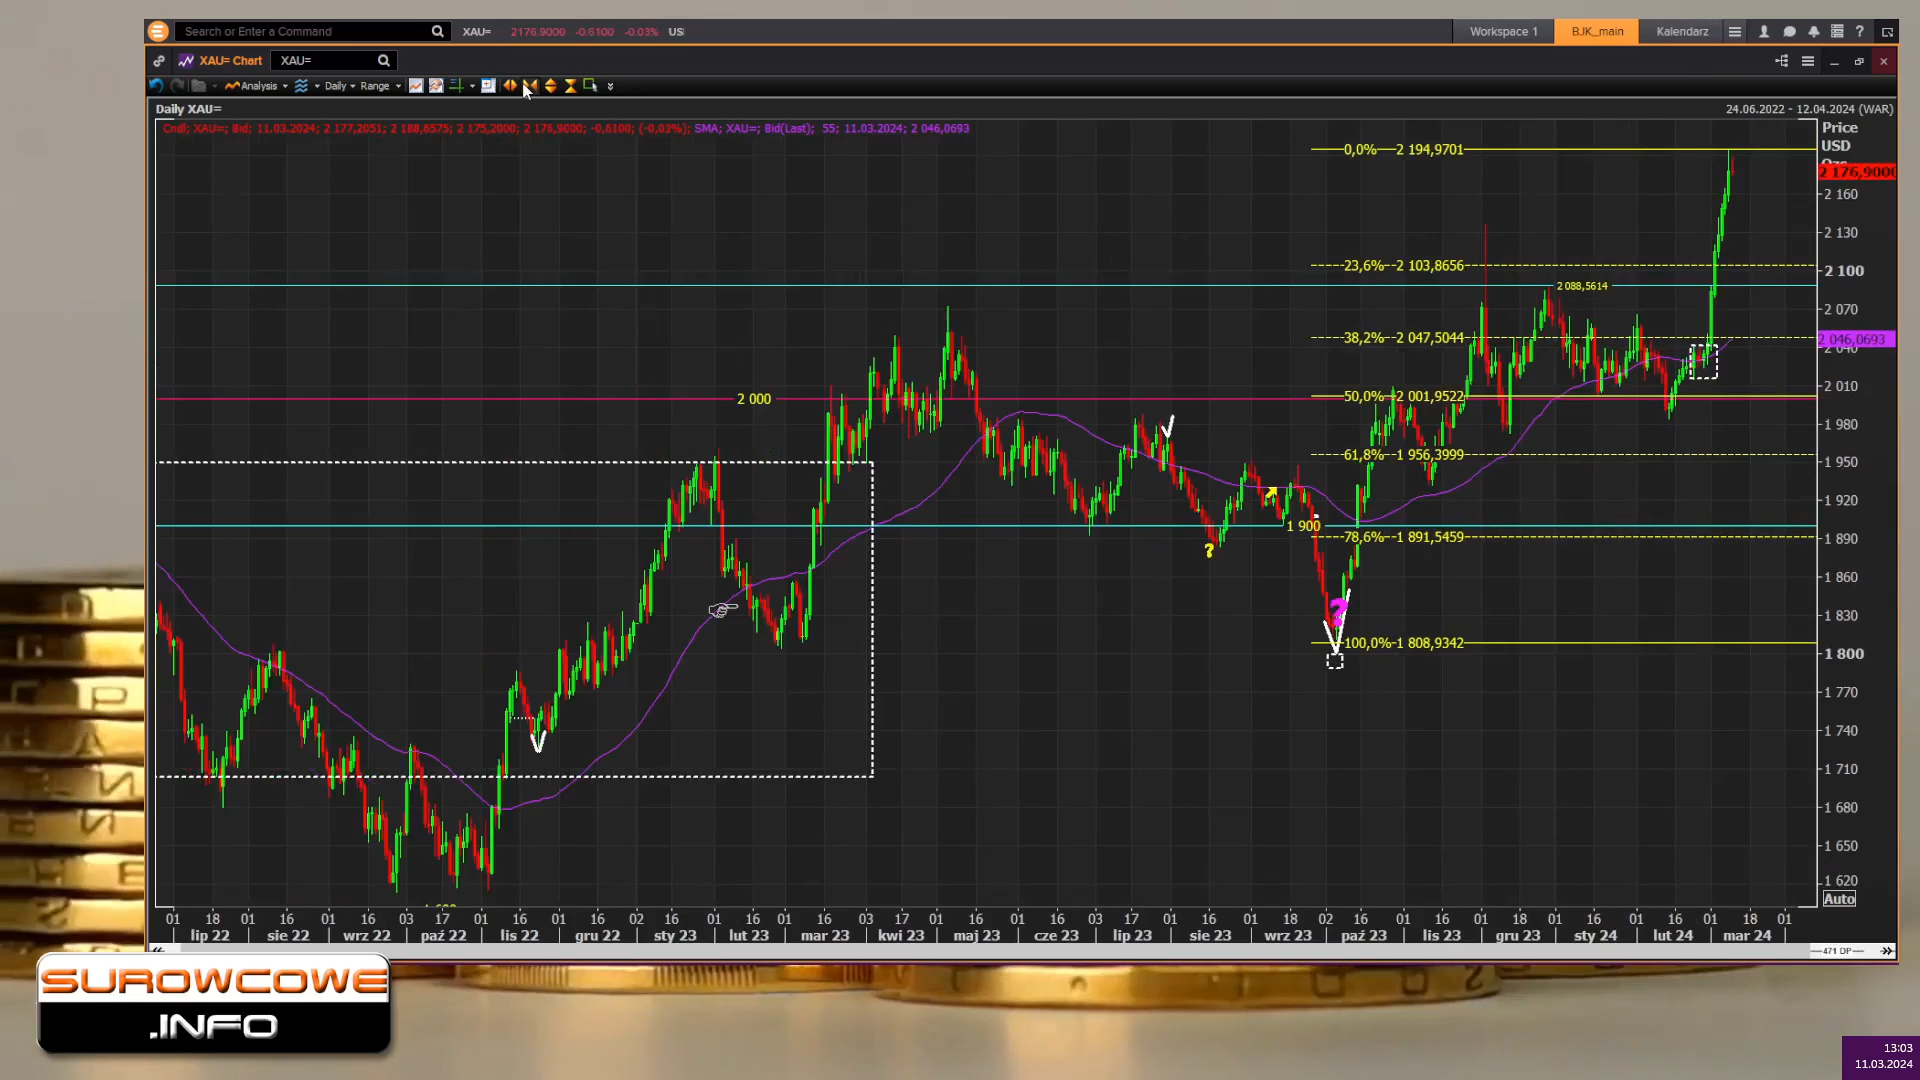 Search or Enter a Command XAU= 2176.9000 -0.6100 -0.03% US Workspace 1 BJK_main Kalendarz
XAU= Chart XAU=
Analysis Daily Range
Daily XAU= 24.06.2022 - 12.04.2024 (WAR)
Cndl; XAU=; Bid; 11.03.2024; 2 177,2051; 2 188,6575; 2 175,2000; 2 176,9000; -0,6100; (-0,03%); SMA; XAU=; Bid(Last); 55; 11.03.2024; 2 046,0693
Price
USD
0,0% 2 194,9701
2 176,9000
2 160
2 130
23,6% 2 103,8656
2 100
2 088,5614
2 070
38,2% 2 047,5044
2 046,0693
2 040
2 010
2 000
50,0% 2 001,9522
1 980
61,8% 1 956,3999
1 950
1 920
1 900
78,6% 1 891,5459
1 890
?
1 860
?
1 830
100,0% 1 808,9342
1 800
1 770
1 740
1 710
1 680
1 650
1 620
Auto
01 18 01 16 01 16 03 17 01 16 01 16 02 16 01 16 01 16 03 17 01 16 01 16 03 17 01 16 01 18 02 16 01 16 01 18 01 16 01 16 01 18 01
lip 22 sie 22 wrz 22 paź 22 lis 22 gru 22 sty 23 lut 23 mar 23 kwi 23 maj 23 cze 23 lip 23 sie 23 wrz 23 paź 23 lis 23 gru 23 sty 24 lut 24 mar 24
471 DP
SUROWCOWE
.INFO
13:03
11.03.2024